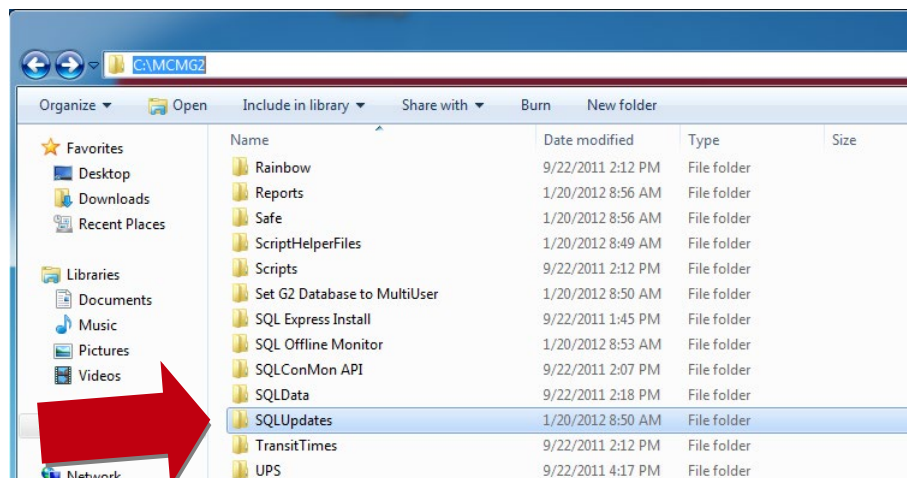 C:\MCMG2
Organize Open Include in library Share with Burn New folder
Name Date modified Type Size
Favorites
Desktop
Downloads
Recent Places
Libraries
Documents
Music
Pictures
Videos
Network
Rainbow 9/22/2011 2:12 PM File folder
Reports 1/20/2012 8:56 AM File folder
Safe 1/20/2012 8:56 AM File folder
ScriptHelperFiles 1/20/2012 8:49 AM File folder
Scripts 9/22/2011 2:12 PM File folder
Set G2 Database to MultiUser 1/20/2012 8:50 AM File folder
SQL Express Install 9/22/2011 1:45 PM File folder
SQL Offline Monitor 1/20/2012 8:53 AM File folder
SQLConMon API 9/22/2011 2:07 PM File folder
SQLData 9/22/2011 2:18 PM File folder
SQLUpdates 1/20/2012 8:50 AM File folder
TransitTimes 9/22/2011 2:12 PM File folder
UPS 9/22/2011 4:17 PM File folder